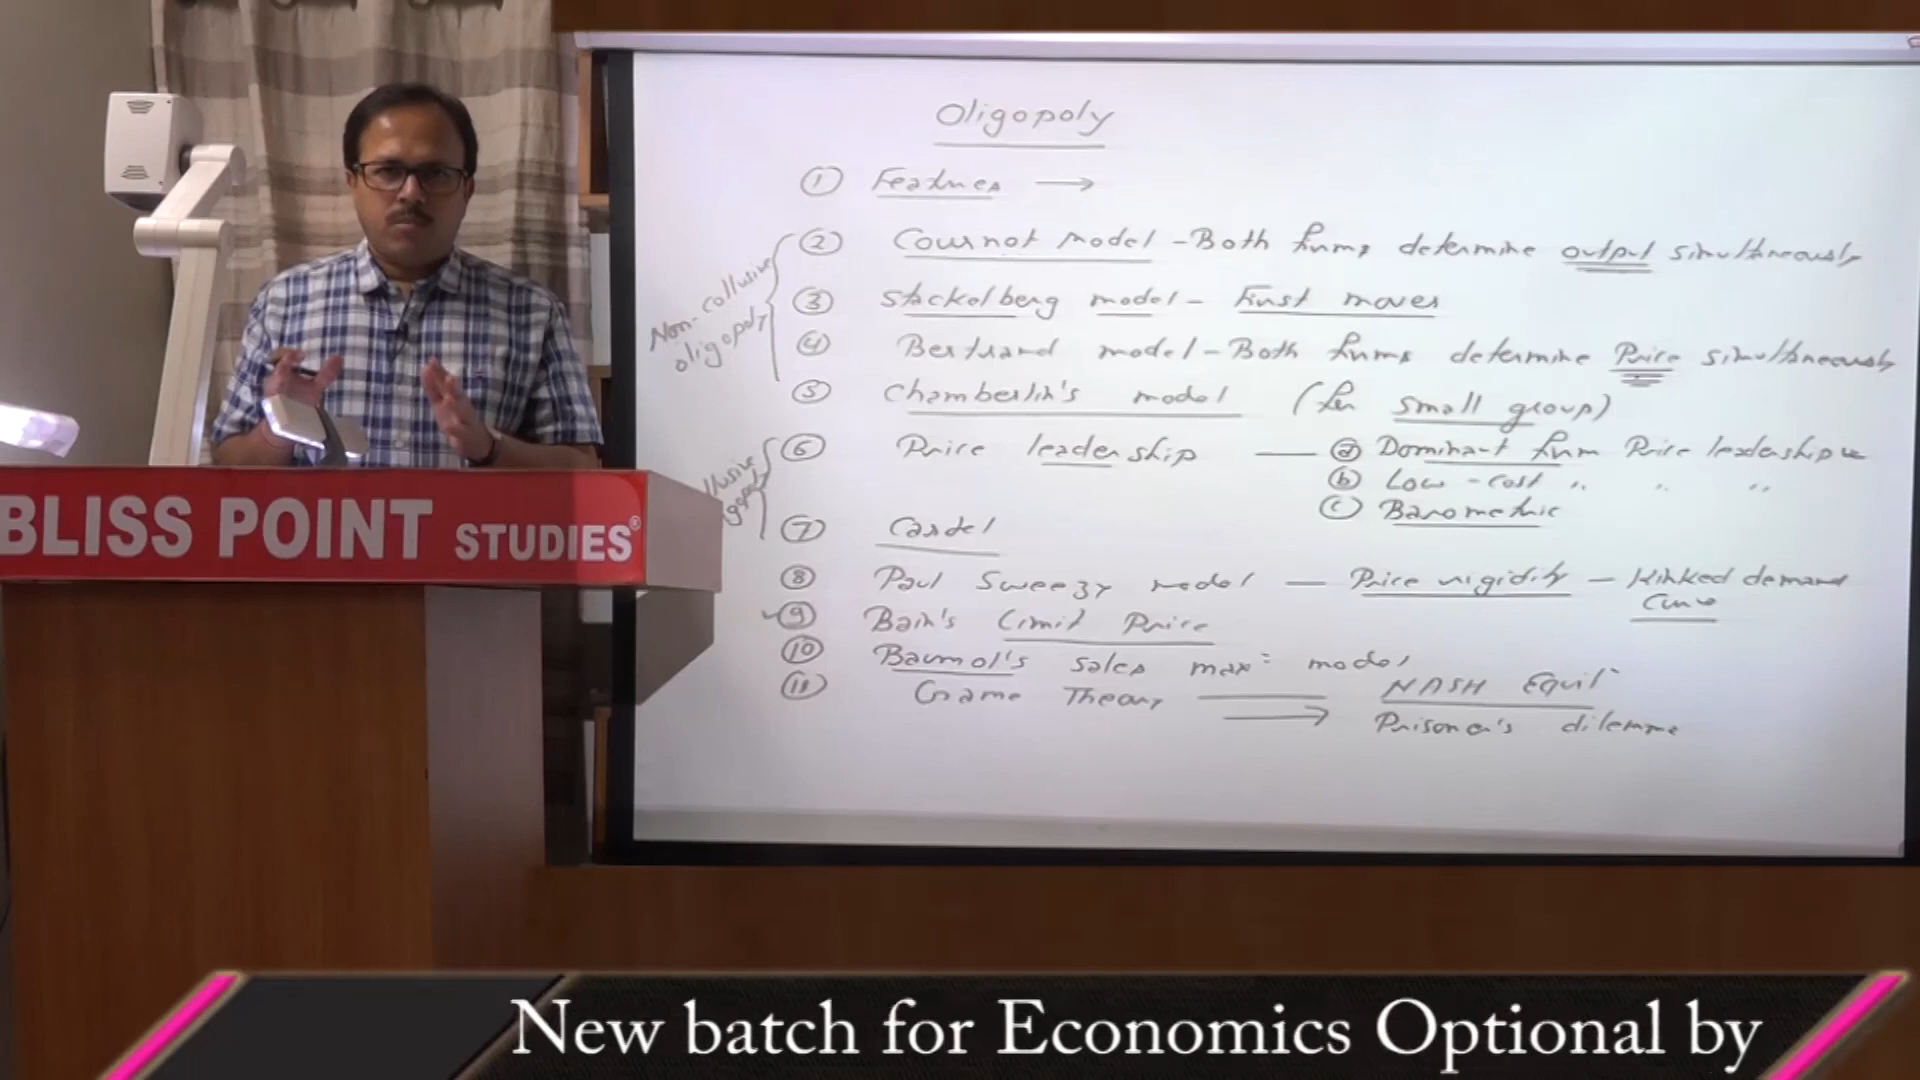 Oligopoly
① Features →
② Cournot model - Both firms determine output simultaneously
③ Stackelberg model - First moves
④ Bertrand model - Both firms determine Price simultaneously
⑤ Chamberlin's model (for small group)
Non-collusive
oligopoly
⑥ Price leadership — ⓐ Dominant firm Price leadership
ⓑ Low-cost " " "
ⓒ Barometric
⑦ Cartel
⑧ Paul Sweezy model — Price rigidity — Kinked demand
Curve
⑨ Bain's Limit Price
⑩ Baumol's sales max= model
⑪ Game Theory NASH Equil
→ Prisoner's dilemma
BLISS POINT STUDIES®
New batch for Economics Optional by